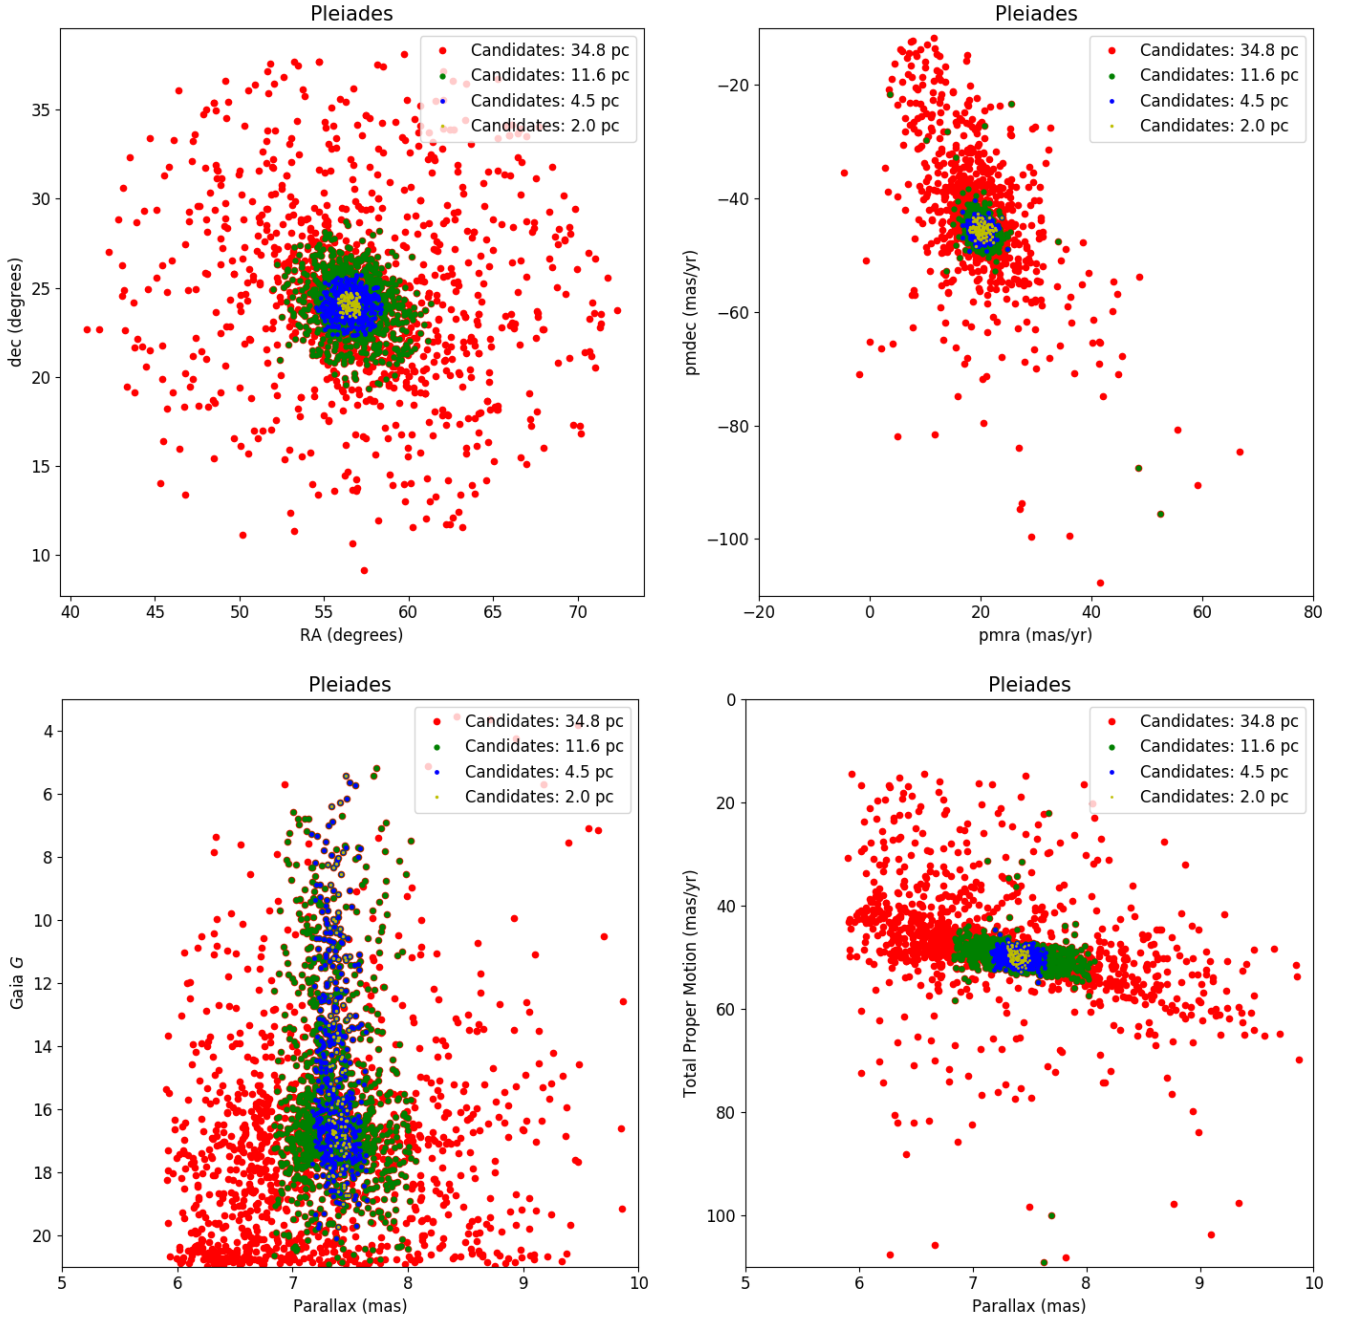 Pleiades
Candidates: 34.8 pc
Candidates: 11.6 pc
Candidates: 4.5 pc
Candidates: 2.0 pc
35
30
25
20
15
10
dec (degrees)
40 45 50 55 60 65 70
RA (degrees)
Pleiades
Candidates: 34.8 pc
Candidates: 11.6 pc
Candidates: 4.5 pc
Candidates: 2.0 pc
−20
−40
−60
−80
−100
pmdec (mas/yr)
−20 0 20 40 60 80
pmra (mas/yr)
Pleiades
Candidates: 34.8 pc
Candidates: 11.6 pc
Candidates: 4.5 pc
Candidates: 2.0 pc
4
6
8
10
12
14
16
18
20
Gaia G
5 6 7 8 9 10
Parallax (mas)
Pleiades
Candidates: 34.8 pc
Candidates: 11.6 pc
Candidates: 4.5 pc
Candidates: 2.0 pc
0
20
40
60
80
100
Total Proper Motion (mas/yr)
5 6 7 8 9 10
Parallax (mas)